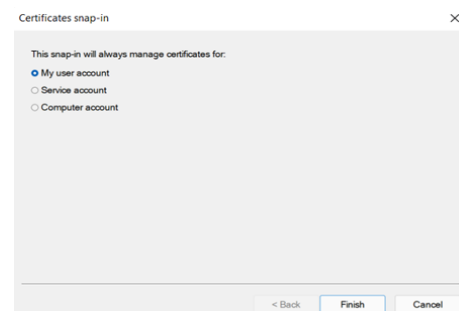 Certificates snap-in
This snap-in will always manage certificates for:
My user account
Service account
Computer account
< Back Finish Cancel